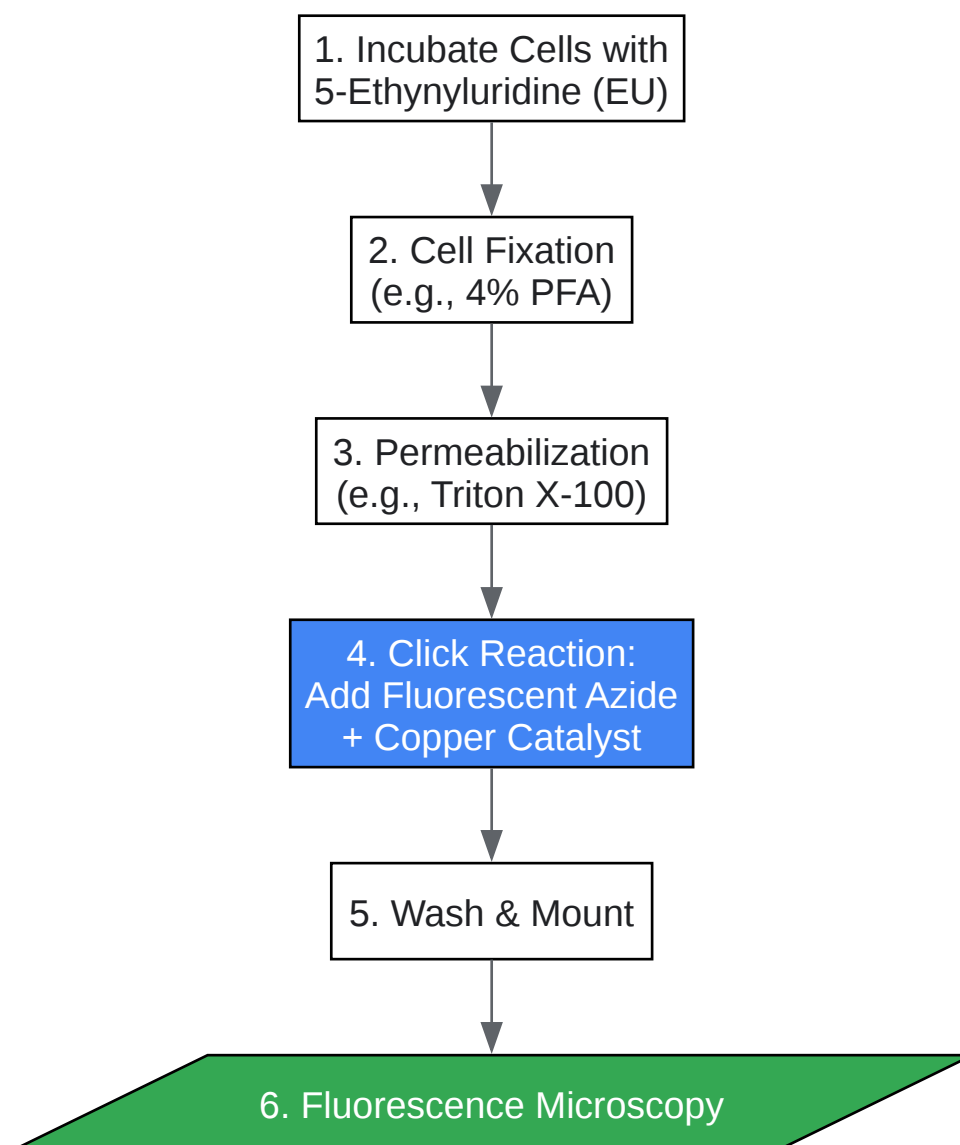 1. Incubate Cells with
5-Ethynyluridine (EU)
2. Cell Fixation
(e.g., 4% PFA)
3. Permeabilization
(e.g., Triton X-100)
4. Click Reaction:
Add Fluorescent Azide
+ Copper Catalyst
5. Wash & Mount
6. Fluorescence Microscopy